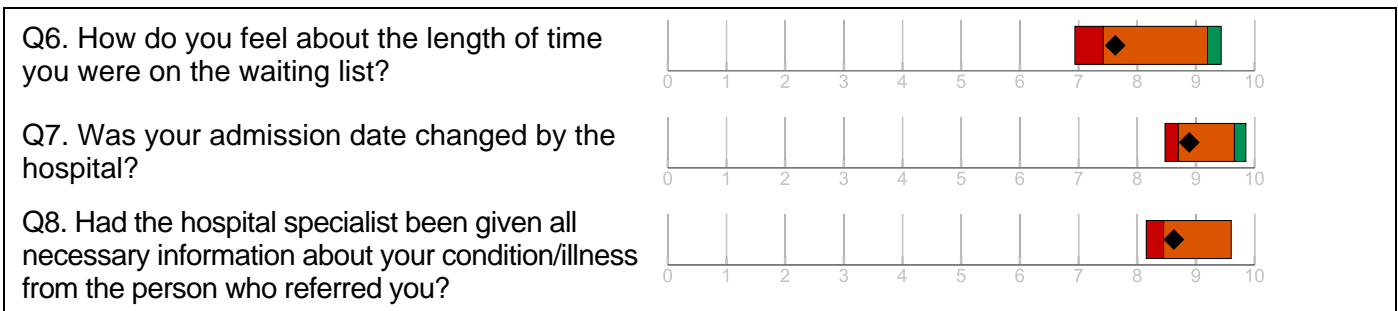 Q6. How do you feel about the length of time
you were on the waiting list?
0 1 2 3 4 5 6 7 8 9 10
Q7. Was your admission date changed by the
hospital?
0 1 2 3 4 5 6 7 8 9 10
Q8. Had the hospital specialist been given all
necessary information about your condition/illness
from the person who referred you?
0 1 2 3 4 5 6 7 8 9 10